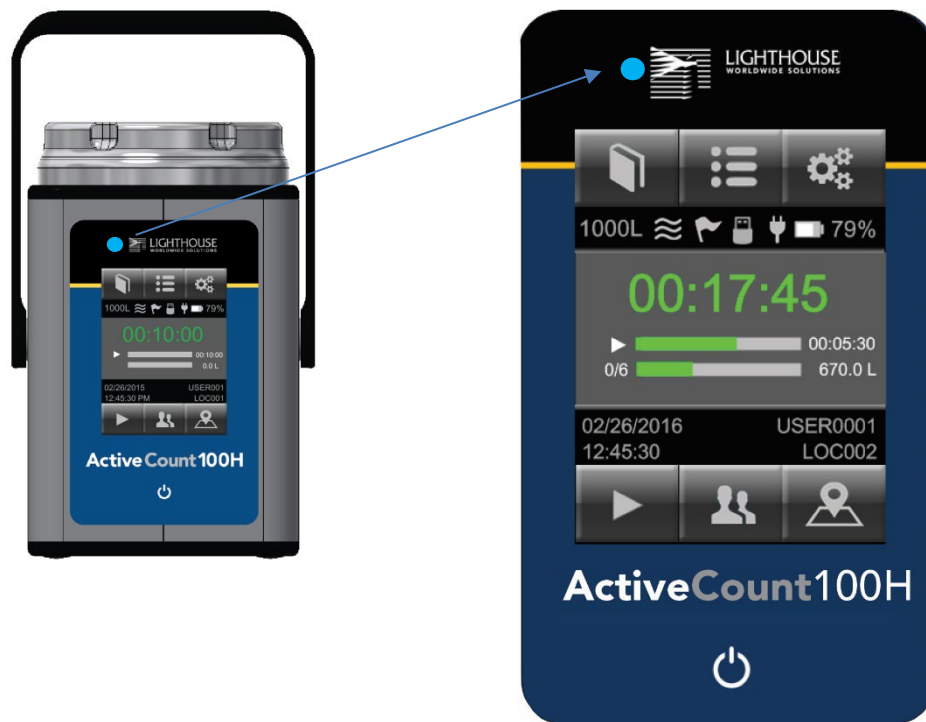 LIGHTHOUSE
WORLDWIDE SOLUTIONS
1000L 79%
00:10:00
00:10:00
0.0 L
02/26/2015 USER001
12:45:30 PM LOC001
ActiveCount100H
LIGHTHOUSE
WORLDWIDE SOLUTIONS
1000L 79%
00:17:45
00:05:30
0/6 670.0 L
02/26/2016 USER0001
12:45:30 LOC002
ActiveCount100H